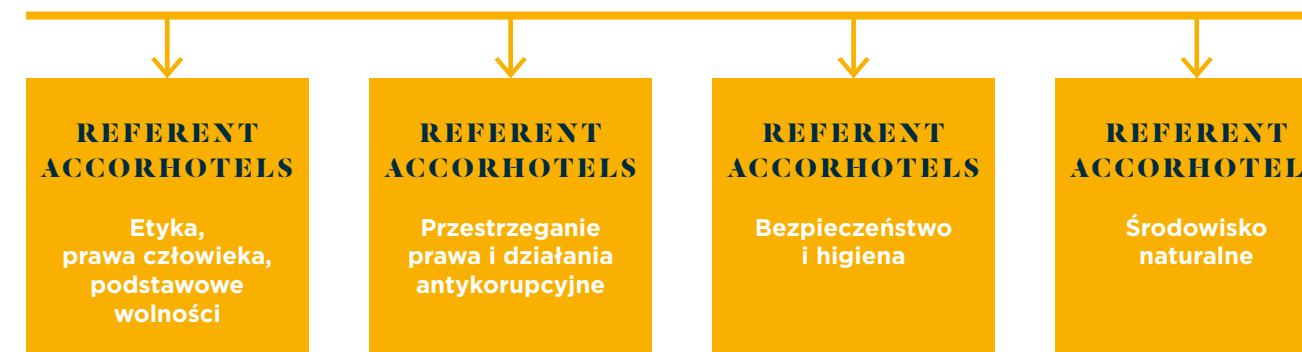 REFERENT
ACCORHOTELS
Etyka,
prawa człowieka,
podstawowe
wolności
REFERENT
ACCORHOTELS
Przestrzeganie
prawa i działania
antykorupcyjne
REFERENT
ACCORHOTELS
Bezpieczeństwo
i higiena
REFERENT
ACCORHOTEL
Środowisko
naturalne